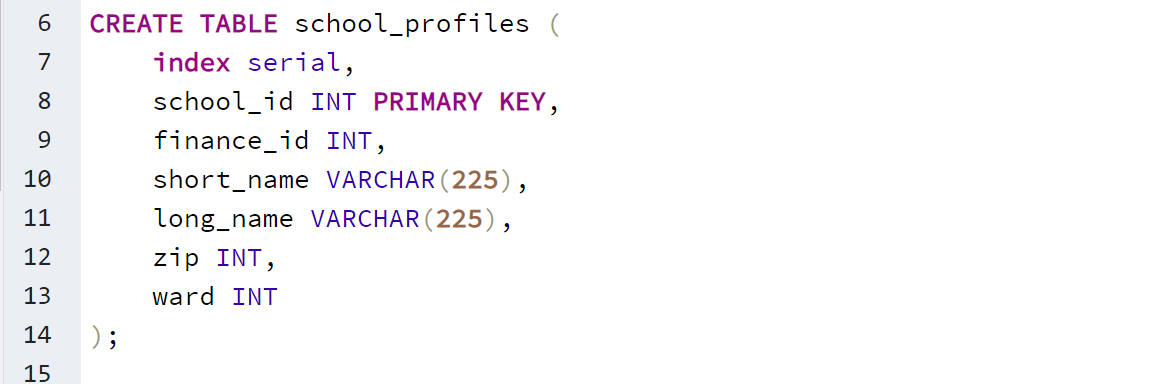 6 CREATE TABLE school_profiles (
7     index serial,
8     school_id INT PRIMARY KEY,
9     finance_id INT,
10     short_name VARCHAR(225),
11     long_name VARCHAR(225),
12     zip INT,
13     ward INT
14 );
15